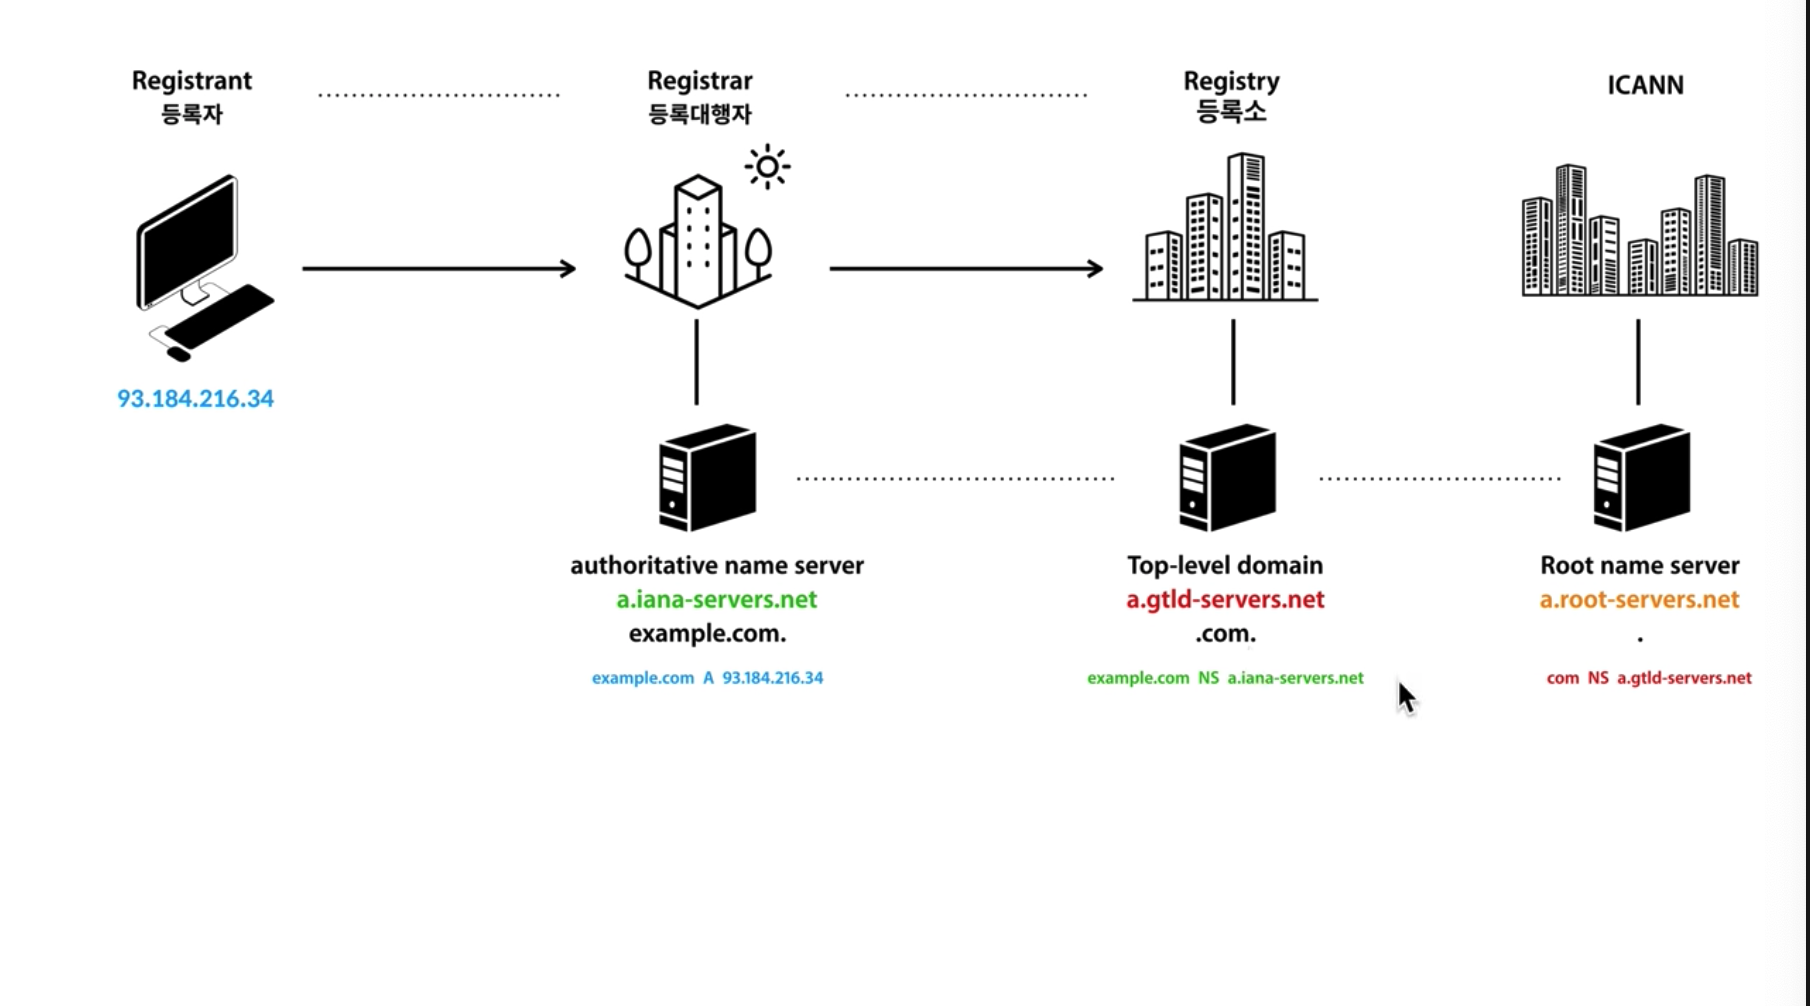 Registrant
등록자
Registrar
등록대행자
Registry
등록소
ICANN
93.184.216.34
authoritative name server
a.iana-servers.net
example.com.
example.com A 93.184.216.34
Top-level domain
a.gtld-servers.net
.com.
example.com NS a.iana-servers.net
Root name server
a.root-servers.net
.
com NS a.gtld-servers.net